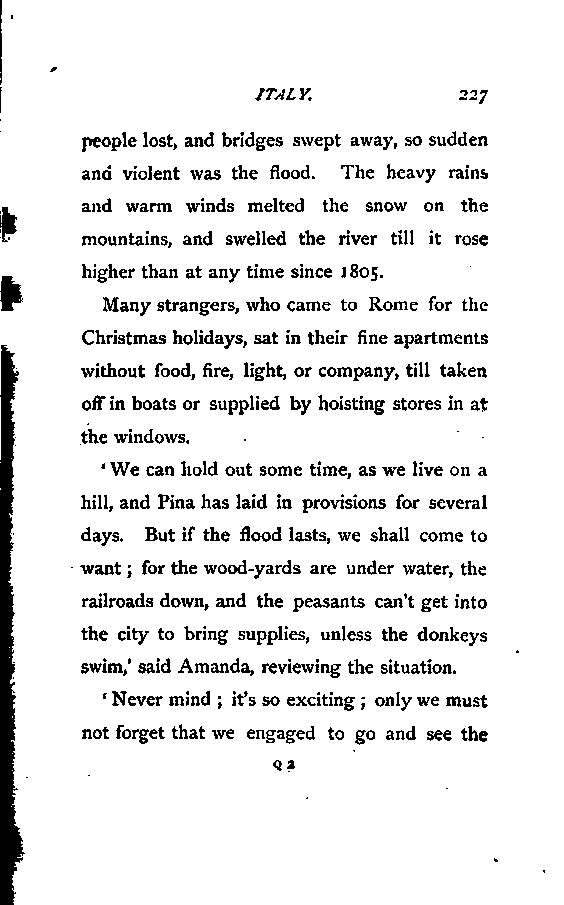 ITALY. 227
people lost, and bridges swept away, so sudden
and violent was the flood. The heavy rains
and warm winds melted the snow on the
mountains, and swelled the river till it rose
higher than at any time since 1805.
Many strangers, who came to Rome for the
Christmas holidays, sat in their fine apartments
without food, fire, light, or company, till taken
off in boats or supplied by hoisting stores in at
the windows.
‘We can hold out some time, as we live on a
hill, and Pina has laid in provisions for several
days. But if the flood lasts, we shall come to
want; for the wood-yards are under water, the
railroads down, and the peasants can't get into
the city to bring supplies, unless the donkeys
swim,’ said Amanda, reviewing the situation.
‘Never mind; it's so exciting; only we must
not forget that we engaged to go and see the
Q 2